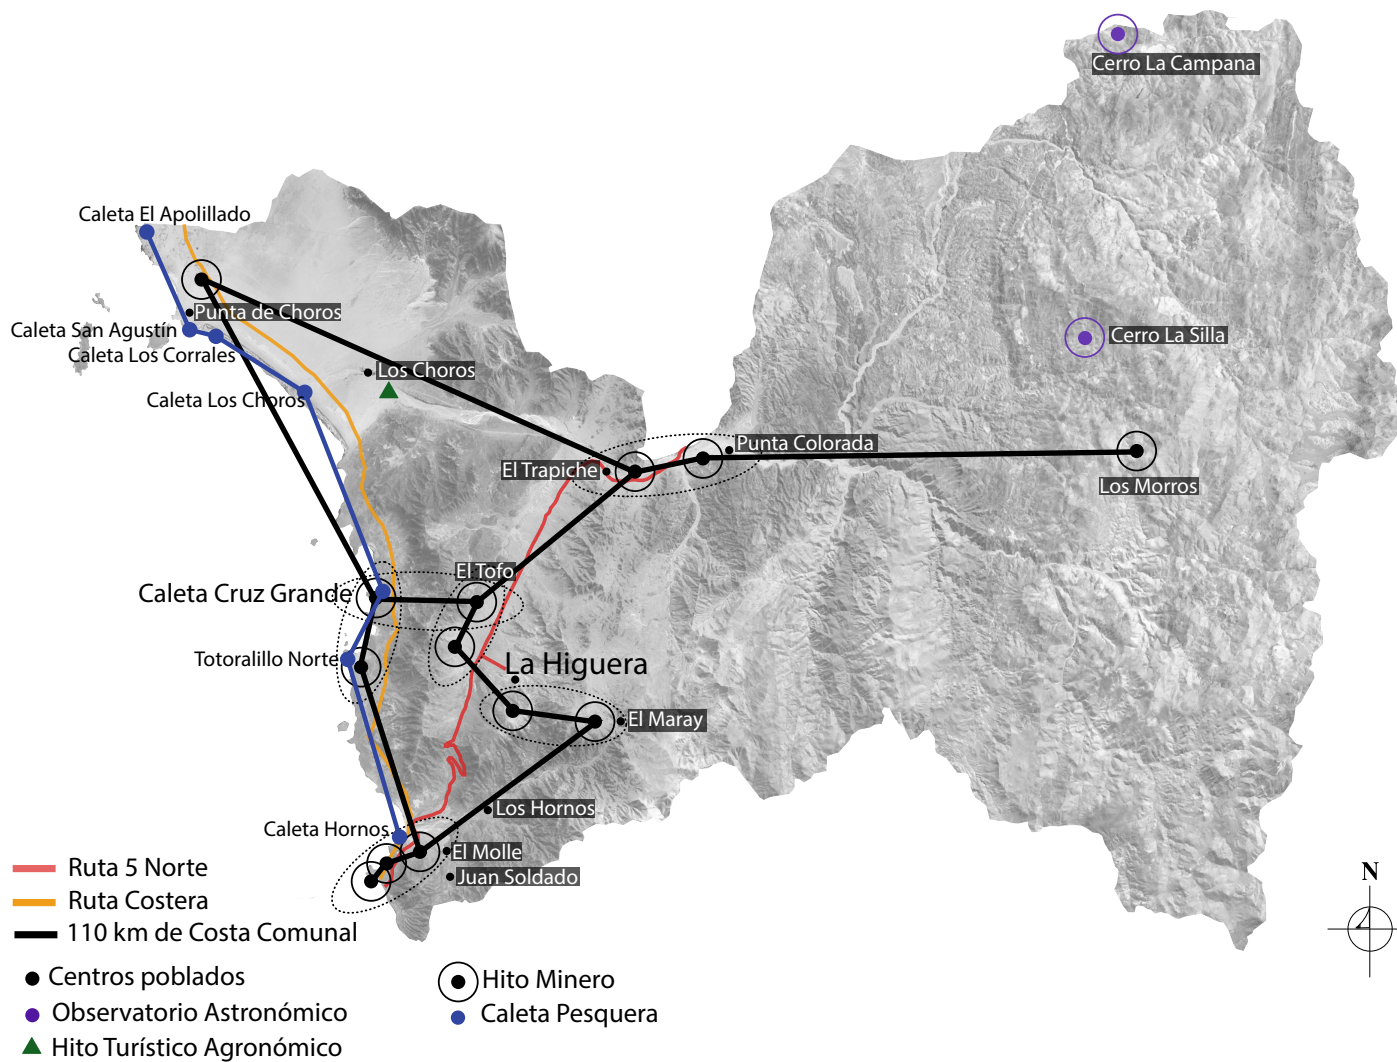 Cerro La Campana
Caleta El Apolillado
Punta de Choros
Caleta San Agustín
Cerro La Silla
Caleta Los Corrales
Los Choros
Caleta Los Choros
Punta Colorada
El Trapiche
Los Morros
El Tofo
Caleta Cruz Grande
Totoralillo Norte
La Higuera
El Maray
Los Hornos
Caleta Hornos
El Molle
Juan Soldado
Ruta 5 Norte
Ruta Costera
110 km de Costa Comunal
Centros poblados
Observatorio Astronómico
Hito Turístico Agronómico
Hito Minero
Caleta Pesquera
N